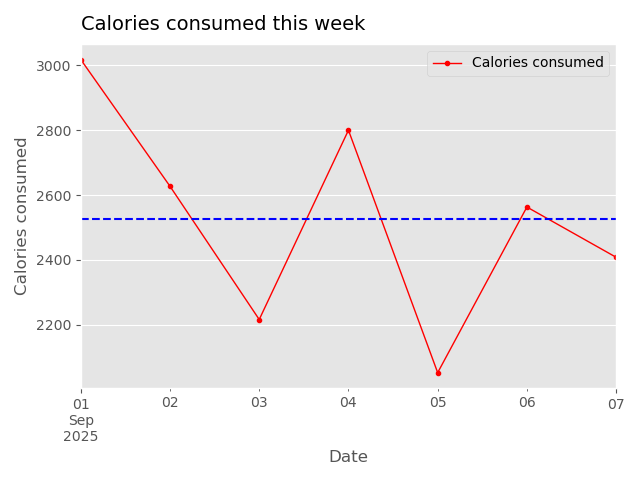 Calories consumed this week
Calories consumed
3000
2800
2600
2400
2200
Calories consumed
01 02 03 04 05 06 07
Sep
2025
Date